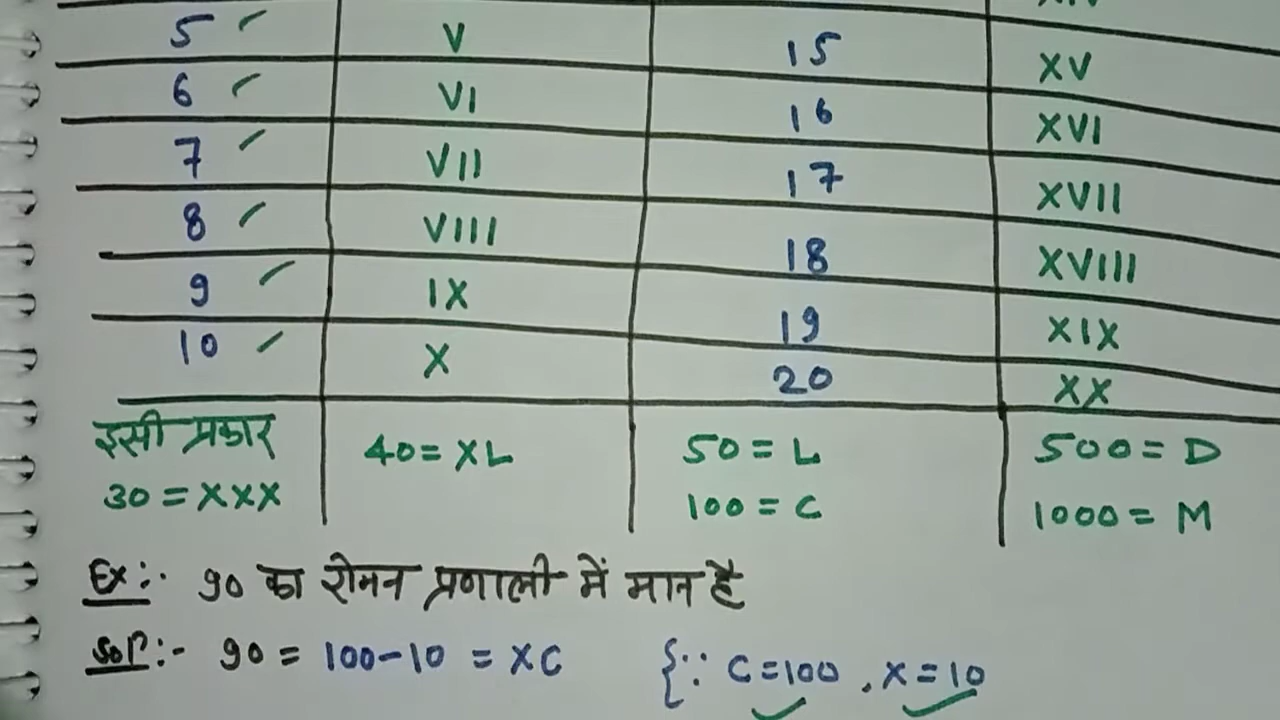 XIV
5 V 15 XV
6 VI 16 XVI
7 VII 17 XVII
8 VIII 18 XVIII
9 IX 19 XIX
10 X 20 XX
इसी प्रकार 40 = XL 50 = L 500 = D
30 = XXX 100 = C 1000 = M
Ex:- 90 का रोमन प्रणाली में मान है
Sol:- 90 = 100-10 = XC {∵ C=100, X=10